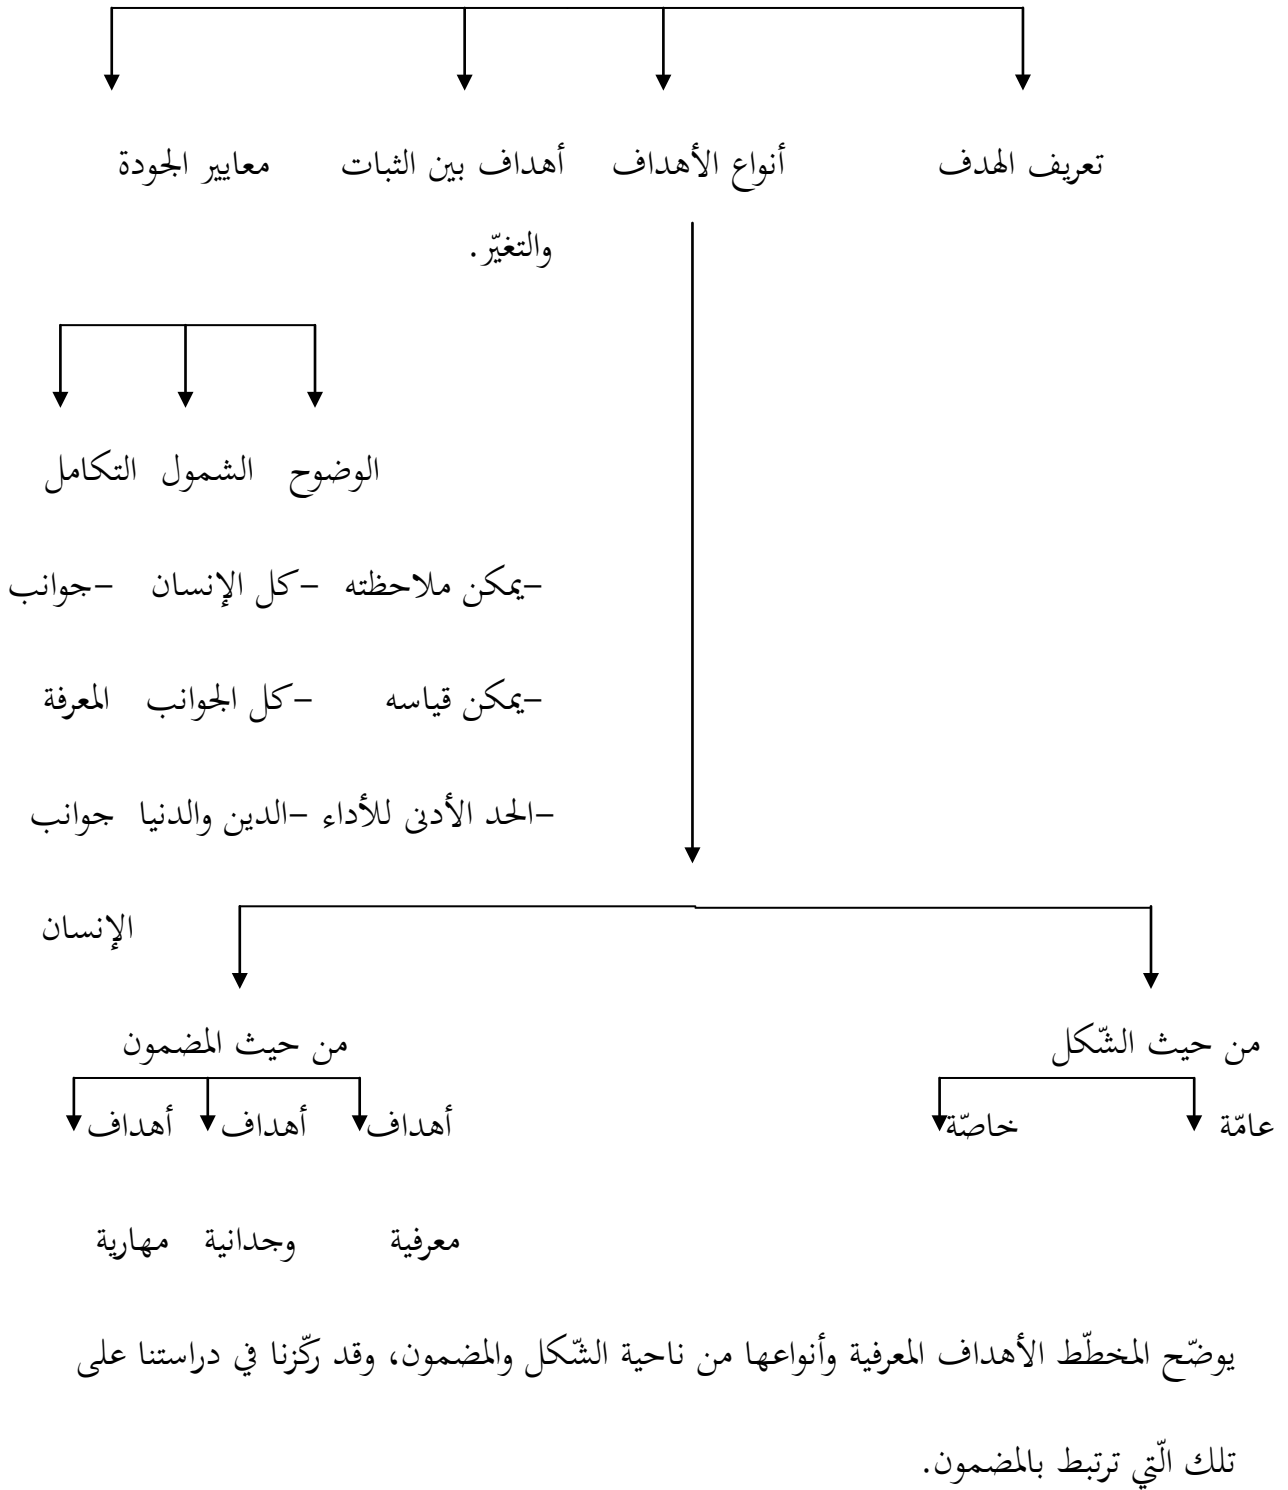 تعريف الهدف أنواع الأهداف أهداف بين الثبات معايير الجودة
والتغيّر.
الوضوح الشمول التكامل
-يمكن ملاحظته -كل الإنسان -جوانب
-يمكن قياسه -كل الجوانب المعرفة
-الحد الأدنى للأداء -الدين والدنيا جوانب
الإنسان
من حيث الشّكل من حيث المضمون
عامّة خاصّة أهداف أهداف أهداف
معرفية وجدانية مهارية
يوضّح المخطّط الأهداف المعرفية وأنواعها من ناحية الشّكل والمضمون، وقد ركّزنا في دراستنا على
تلك الّتي ترتبط بالمضمون.